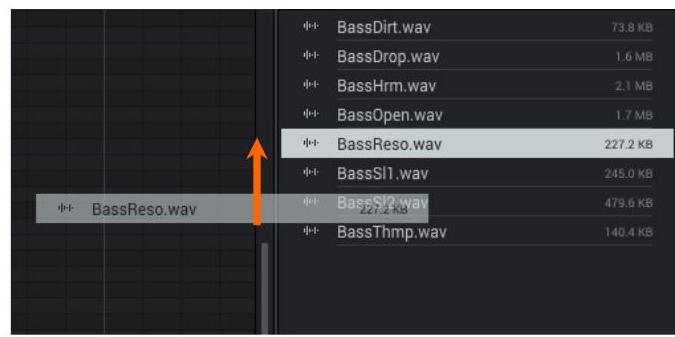 BassDirt.wav 73.8 KB
BassDrop.wav 1.6 MB
BassHrm.wav 2.1 MB
BassOpen.wav 1.7 MB
BassReso.wav 227.2 KB
BassSl1.wav 245.0 KB
BassSl2.wav 479.6 KB
BassReso.wav 227.2 KB
BassThmp.wav 140.4 KB